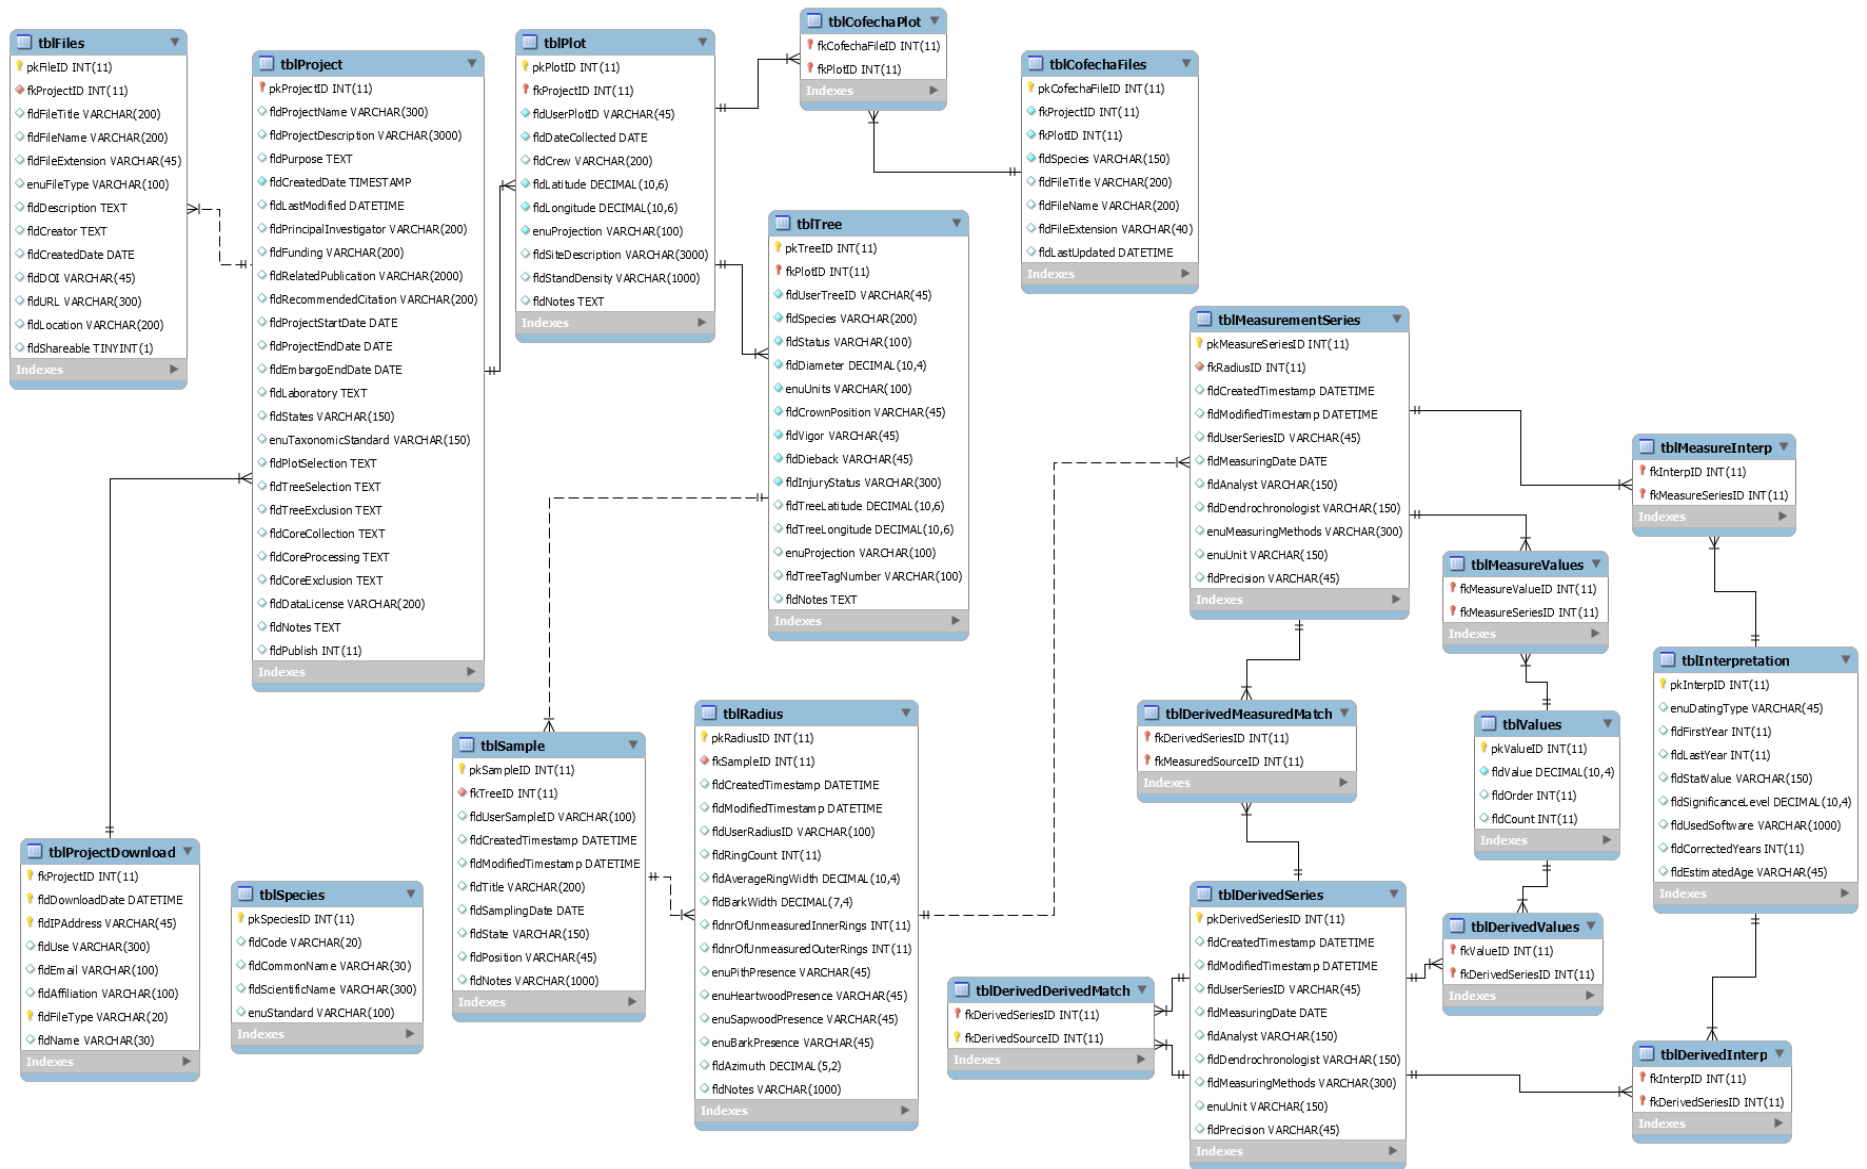 tblFiles
pkFileID INT(11)
fkProjectID INT(11)
fldFileTitle VARCHAR(200)
fldFileName VARCHAR(200)
fldFileExtension VARCHAR(45)
enuFileType VARCHAR(100)
fldDescription TEXT
fldCreator TEXT
fldCreatedDate DATE
fldDOI VARCHAR(45)
fldURL VARCHAR(300)
fldLocation VARCHAR(200)
fldShareable TINYINT(1)
Indexes
tblProject
pkProjectID INT(11)
fldProjectName VARCHAR(300)
fldProjectDescription VARCHAR(3000)
fldPurpose TEXT
fldCreatedDate TIMESTAMP
fldLastModified DATETIME
fldPrincipalInvestigator VARCHAR(200)
fldFunding VARCHAR(200)
fldRelatedPublication VARCHAR(2000)
fldRecommendedCitation VARCHAR(200)
fldProjectStartDate DATE
fldProjectEndDate DATE
fldEmbargoEndDate DATE
fldLaboratory TEXT
fldStates VARCHAR(150)
enuTaxonomicStandard VARCHAR(150)
fldPlotSelection TEXT
fldTreeSelection TEXT
fldTreeExclusion TEXT
fldCoreCollection TEXT
fldCoreProcessing TEXT
fldCoreExclusion TEXT
fldDataLicense VARCHAR(200)
fldNotes TEXT
fldPublish INT(11)
Indexes
tblPlot
pkPlotID INT(11)
fkProjectID INT(11)
fldUserPlotID VARCHAR(45)
fldDateCollected DATE
fldCrew VARCHAR(200)
fldLatitude DECIMAL(10,6)
fldLongitude DECIMAL(10,6)
enuProjection VARCHAR(100)
fldSiteDescription VARCHAR(3000)
fldStandDensity VARCHAR(1000)
fldNotes TEXT
Indexes
tblCofechaPlot
fkCofechaFileID INT(11)
fkPlotID INT(11)
Indexes
tblCofechaFiles
pkCofechaFileID INT(11)
fkProjectID INT(11)
fkPlotID INT(11)
fldSpecies VARCHAR(150)
fldFileTitle VARCHAR(200)
fldFileName VARCHAR(200)
fldFileExtension VARCHAR(40)
fldLastUpdated DATETIME
Indexes
tblTree
pkTreeID INT(11)
fkPlotID INT(11)
fldUserTreeID VARCHAR(45)
fldSpecies VARCHAR(200)
fldStatus VARCHAR(100)
fldDiameter DECIMAL(10,4)
enuUnits VARCHAR(100)
fldCrownPosition VARCHAR(45)
fldVigor VARCHAR(45)
fldDieback VARCHAR(45)
fldInjuryStatus VARCHAR(300)
fldTreeLatitude DECIMAL(10,6)
fldTreeLongitude DECIMAL(10,6)
enuProjection VARCHAR(100)
fldTreeTagNumber VARCHAR(100)
fldNotes TEXT
Indexes
tblMeasurementSeries
pkMeasureSeriesID INT(11)
fkRadiusID INT(11)
fldCreatedTimestamp DATETIME
fldModifiedTimestamp DATETIME
fldUserSeriesID VARCHAR(45)
fldMeasuringDate DATE
fldAnalyst VARCHAR(150)
fldDendrochronologist VARCHAR(150)
enuMeasuringMethods VARCHAR(300)
enuUnit VARCHAR(150)
fldPrecision VARCHAR(45)
Indexes
tblMeasureInterp
fkInterpID INT(11)
fkMeasureSeriesID INT(11)
Indexes
tblMeasureValues
fkMeasureValueID INT(11)
fkMeasureSeriesID INT(11)
Indexes
tblInterpretation
pkInterpID INT(11)
enuDatingType VARCHAR(45)
fldFirstYear INT(11)
fldLastYear INT(11)
fldStatValue VARCHAR(150)
fldSignificanceLevel DECIMAL(10,4)
fldUsedSoftware VARCHAR(1000)
fldCorrectedYears INT(11)
fldEstimatedAge VARCHAR(45)
Indexes
tblDerivedMeasuredMatch
fkDerivedSeriesID INT(11)
fkMeasuredSourceID INT(11)
Indexes
tblValues
pkValueID INT(11)
fldValue DECIMAL(10,4)
fldOrder INT(11)
fldCount INT(11)
Indexes
tblRadius
pkRadiusID INT(11)
fkSampleID INT(11)
fldCreatedTimestamp DATETIME
fldModifiedTimestamp DATETIME
fldUserRadiusID VARCHAR(100)
fldRingCount INT(11)
fldAverageRingWidth DECIMAL(10,4)
fldBarkWidth DECIMAL(7,4)
fldnrOfUnmeasuredInnerRings INT(11)
fldnrOfUnmeasuredOuterRings INT(11)
enuPithPresence VARCHAR(45)
enuHeartwoodPresence VARCHAR(45)
enuSapwoodPresence VARCHAR(45)
enuBarkPresence VARCHAR(45)
fldAzimuth DECIMAL(5,2)
fldNotes VARCHAR(1000)
Indexes
tblSample
pkSampleID INT(11)
fkTreeID INT(11)
fldUserSampleID VARCHAR(100)
fldCreatedTimestamp DATETIME
fldModifiedTimestamp DATETIME
fldTitle VARCHAR(200)
fldSamplingDate DATE
fldState VARCHAR(150)
fldPosition VARCHAR(45)
fldNotes VARCHAR(1000)
Indexes
tblProjectDownload
fkProjectID INT(11)
fldDownloadDate DATETIME
fldIPAddress VARCHAR(45)
fldUse VARCHAR(300)
fldEmail VARCHAR(100)
fldAffiliation VARCHAR(100)
fldFileType VARCHAR(20)
fldName VARCHAR(30)
Indexes
tblSpecies
pkSpeciesID INT(11)
fldCode VARCHAR(20)
fldCommonName VARCHAR(30)
fldScientificName VARCHAR(300)
enuStandard VARCHAR(100)
Indexes
tblDerivedSeries
pkDerivedSeriesID INT(11)
fldCreatedTimestamp DATETIME
fldModifiedTimestamp DATETIME
fldUserSeriesID VARCHAR(45)
fldMeasuringDate DATE
fldAnalyst VARCHAR(150)
fldDendrochronologist VARCHAR(150)
fldMeasuringMethods VARCHAR(300)
enuUnit VARCHAR(150)
fldPrecision VARCHAR(45)
Indexes
tblDerivedValues
fkValueID INT(11)
fkDerivedSeriesID INT(11)
Indexes
tblDerivedDerivedMatch
fkDerivedSeriesID INT(11)
fkDerivedSourceID INT(11)
Indexes
tblDerivedInterp
fkInterpID INT(11)
fkDerivedSeriesID INT(11)
Indexes